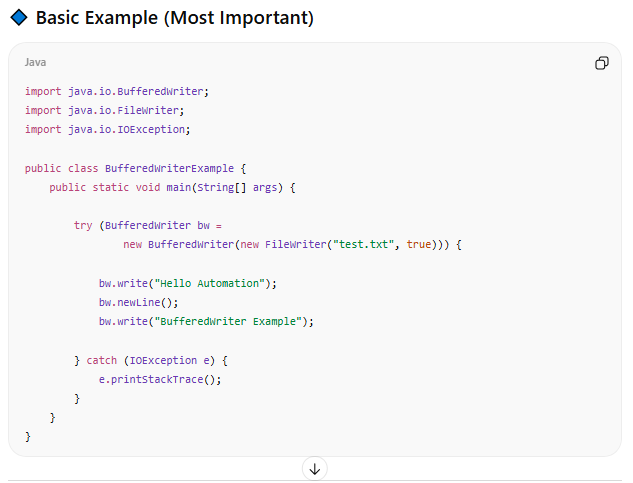 Basic Example (Most Important)
Java
import java.io.BufferedWriter;
import java.io.FileWriter;
import java.io.IOException;
public class BufferedWriterExample {
    public static void main(String[] args) {
        try (BufferedWriter bw =
                new BufferedWriter(new FileWriter("test.txt", true))) {
            bw.write("Hello Automation");
            bw.newLine();
            bw.write("BufferedWriter Example");
        } catch (IOException e) {
            e.printStackTrace();
        }
    }
}